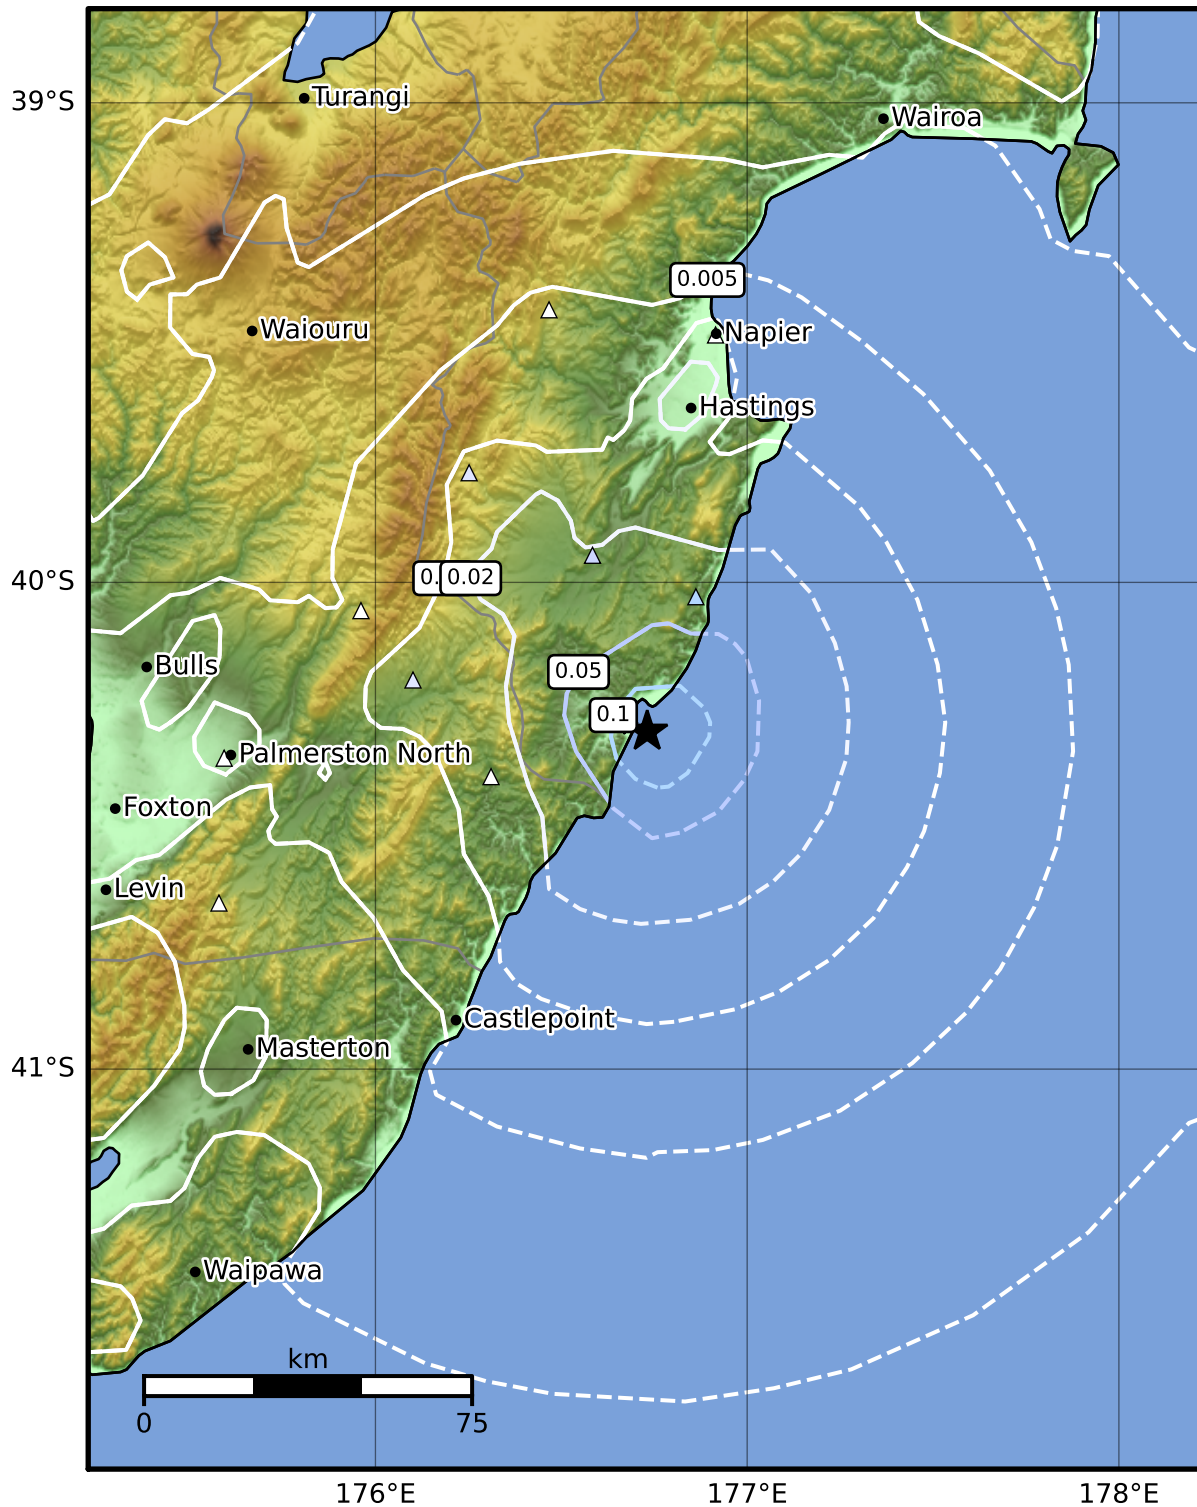 39°S
Turangi
Wairoa
0.005
Waiouru
Napier
Hastings
40°S
0.
0.02
Bulls
0.05
0.1
Palmerston North
Foxton
Levin
Castlepoint
Masterton
41°S
Waipawa
km
0 75
176°E 177°E 178°E